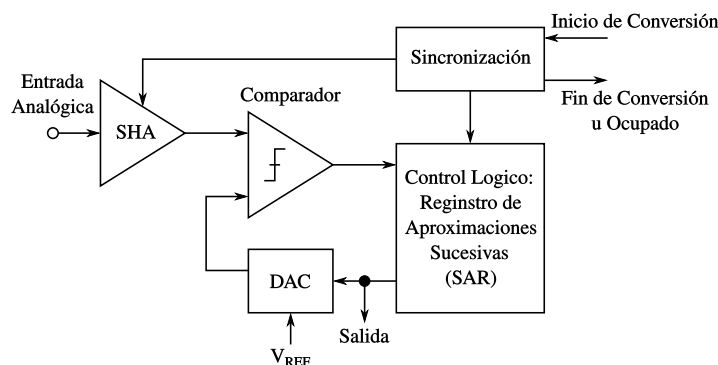 Inicio de Conversión
Sincronización
Entrada
Analógica
Comparador
Fin de Conversión
u Ocupado
SHA
Control Logico:
Reginstro de
Aproximaciones
Sucesivas
(SAR)
DAC
Salida
VREF